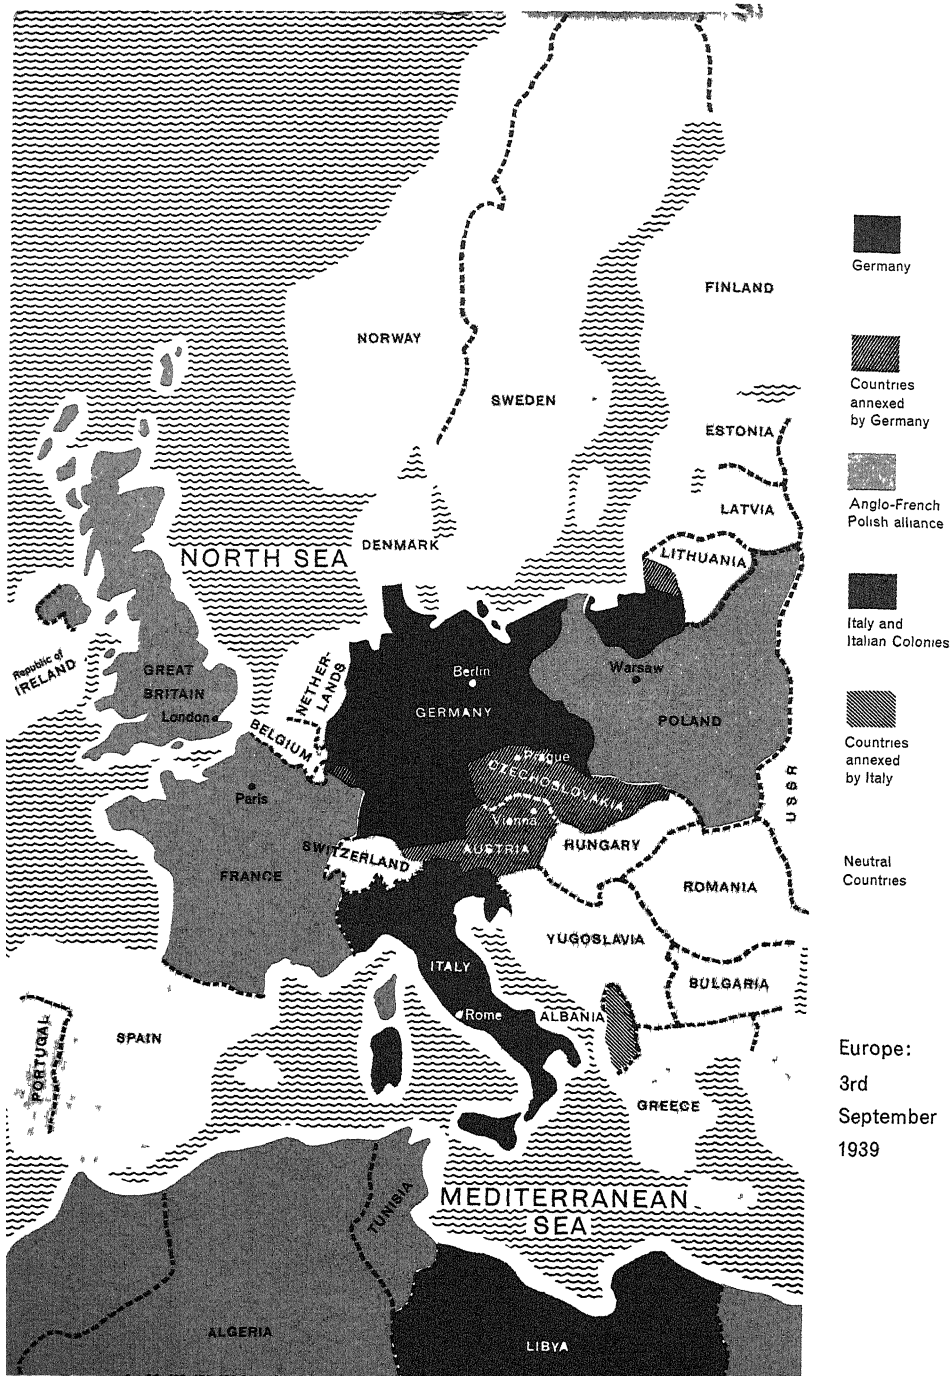 FINLAND
Germany
NORWAY
SWEDEN
Countries
annexed
by Germany
ESTONIA
LATVIA
Anglo-French
Polish alliance
NORTH SEA
DENMARK
LITHUANIA
Italy and
Italian Colonies
Republic of
IRELAND
GREAT
BRITAIN
London
NETHER-
LANDS
BELGIUM
Berlin
GERMANY
Warsaw
POLAND
USSR
Countries
annexed
by Italy
Prague
CZECHOSLOVAKIA
Vienna
AUSTRIA
HUNGARY
Paris
FRANCE
SWITZERLAND
ROMANIA
Neutral
Countries
YUGOSLAVIA
ITALY
BULGARIA
Rome
ALBANIA
PORTUGAL
SPAIN
GREECE
Europe:
3rd
September
1939
MEDITERRANEAN
SEA
TUNISIA
ALGERIA
LIBYA